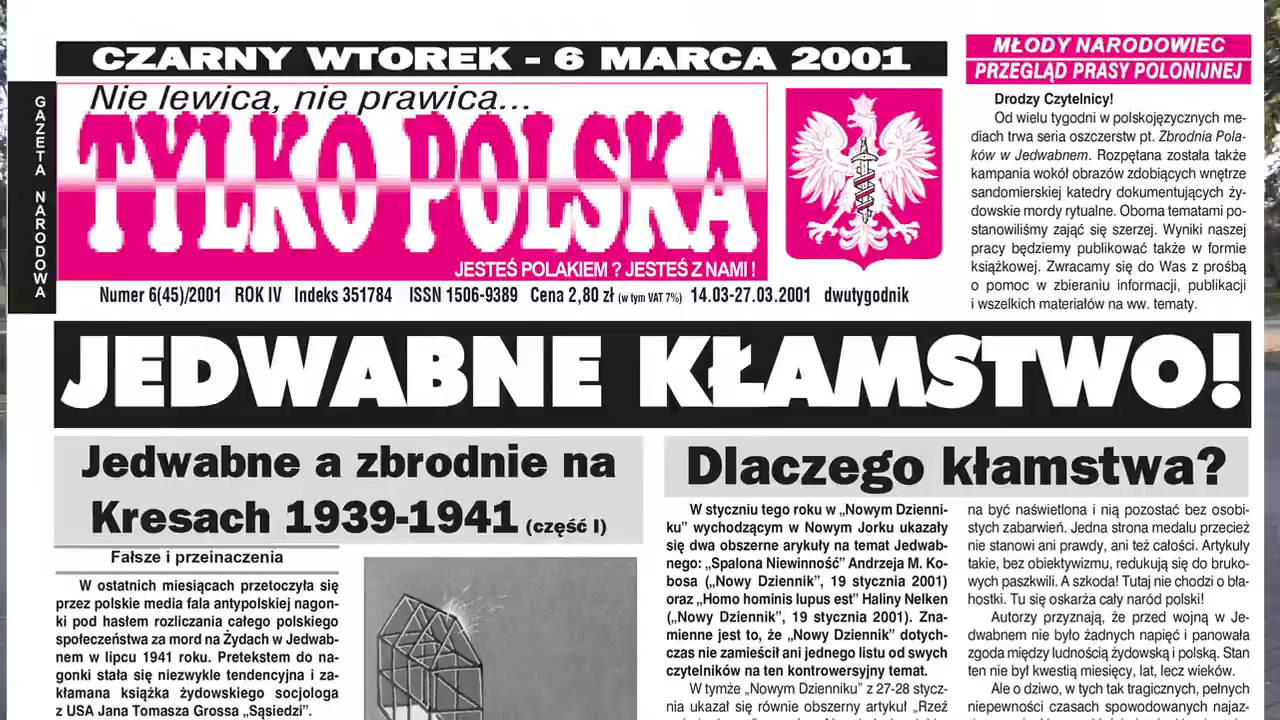 CZARNY WTOREK - 6 MARCA 2001
GAZETA NARODOWA
Nie lewica, nie prawica...
TYLKO POLSKA
JESTEŚ POLAKIEM ? JESTEŚ Z NAMI !
Numer 6(45)/2001 ROK IV Indeks 351784 ISSN 1506-9389 Cena 2,80 zł (w tym VAT 7%) 14.03-27.03.2001 dwutygodnik
MŁODY NARODOWIEC
PRZEGLĄD PRASY POLONIJNEJ
Drodzy Czytelnicy!
Od wielu tygodni w polskojęzycznych me-
diach trwa seria oszczerstw pt. Zbrodnia Pola-
ków w Jedwabnem. Rozpętana została także
kampania wokół obrazów zdobiących wnętrze
sandomierskiej katedry dokumentujących ży-
dowskie mordy rytualne. Oboma tematami po-
stanowiliśmy zająć się szerzej. Wyniki naszej
pracy będziemy publikować także w formie
książkowej. Zwracamy się do Was z prośbą
o pomoc w zbieraniu informacji, publikacji
i wszelkich materiałów na ww. tematy.
JEDWABNE KŁAMSTWO!
Jedwabne a zbrodnie na
Kresach 1939-1941 (część I)
Fałsze i przeinaczenia
W ostatnich miesiącach przetoczyła się
przez polskie media fala antypolskiej nagon-
ki pod hasłem rozliczania całego polskiego
społeczeństwa za mord na Żydach w Jedwab-
nem w lipcu 1941 roku. Pretekstem do na-
gonki stała się niezwykle tendencyjna i za-
kłamana książka żydowskiego socjologa
z USA Jana Tomasza Grossa „Sąsiedzi”.
Dlaczego kłamstwa?
W styczniu tego roku w „Nowym Dzienni-
ku” wychodzącym w Nowym Jorku ukazały
się dwa obszerne artykuły na temat Jedwab-
nego: „Spalona Niewinność” Andrzeja M. Ko-
bosa („Nowy Dziennik”, 19 stycznia 2001)
oraz „Homo hominis lupus est” Haliny Nelken
(„Nowy Dziennik”, 19 stycznia 2001). Zna-
mienne jest to, że „Nowy Dziennik” dotych-
czas nie zamieścił ani jednego listu od swych
czytelników na ten kontrowersyjny temat.
W tymże „Nowym Dzienniku” z 27-28 stycz-
nia ukazał się równie obszerny artykuł „Rzeź
na być naświetlona i nią pozostać bez osobi-
stych zabarwień. Jedna strona medalu przecież
nie stanowi ani prawdy, ani też całości. Artykuły
takie, bez obiektywizmu, redukują się do bruko-
wych paszkwili. A szkoda! Tutaj nie chodzi o bła-
hostki. Tu się oskarża cały naród polski!
Autorzy przyznają, że przed wojną w Je-
dwabnem nie było żadnych napięć i panowała
zgoda między ludnością żydowską i polską. Stan
ten nie był kwestią miesięcy, lat, lecz wieków.
Ale o dziwo, w tych tak tragicznych, pełnych
niepewności czasach spowodowanych najaz-